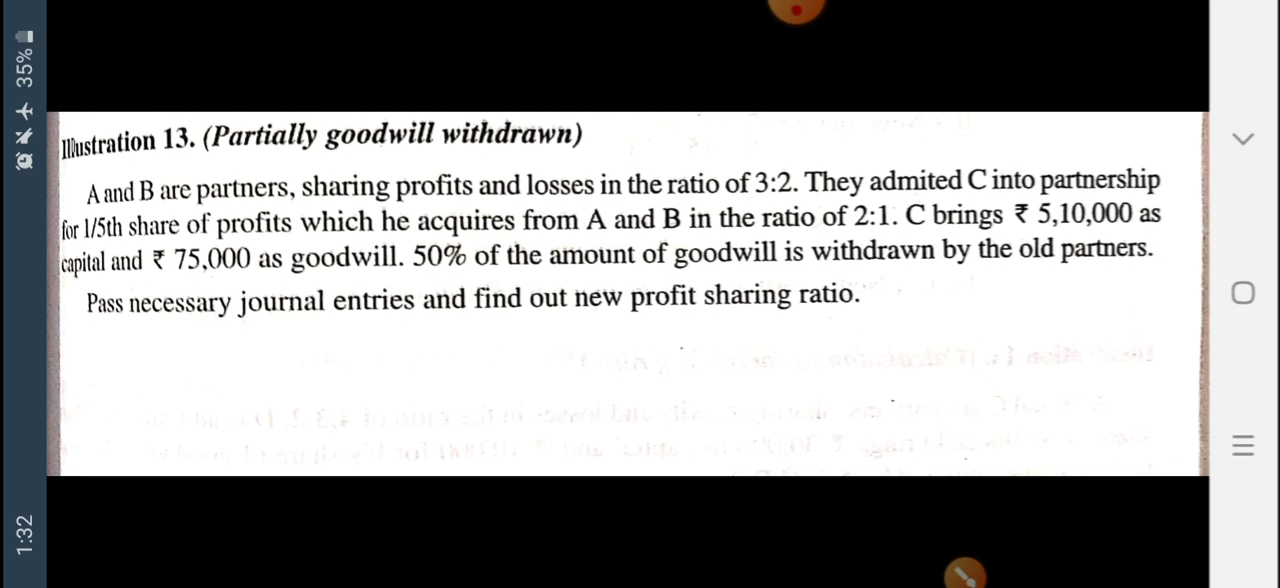 35%
1:32
Illustration 13. (Partially goodwill withdrawn)
A and B are partners, sharing profits and losses in the ratio of 3:2. They admited C into partnership
for 1/5th share of profits which he acquires from A and B in the ratio of 2:1. C brings ₹ 5,10,000 as
capital and ₹ 75,000 as goodwill. 50% of the amount of goodwill is withdrawn by the old partners.
Pass necessary journal entries and find out new profit sharing ratio.